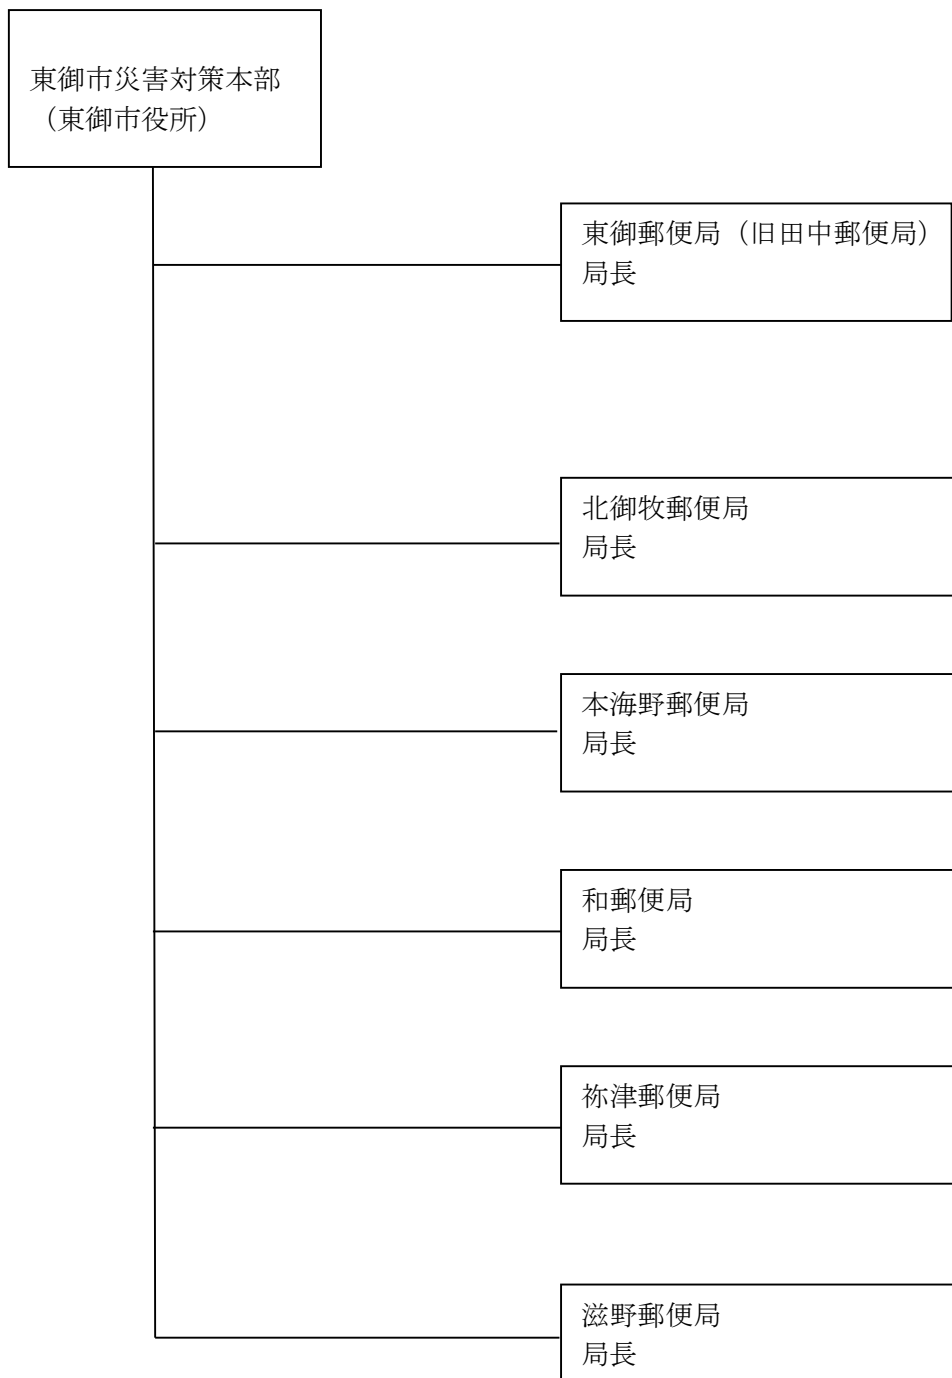 東御市災害対策本部
（東御市役所）
東御郵便局（旧田中郵便局）
局長
北御牧郵便局
局長
本海野郵便局
局長
和郵便局
局長
祢津郵便局
局長
滋野郵便局
局長